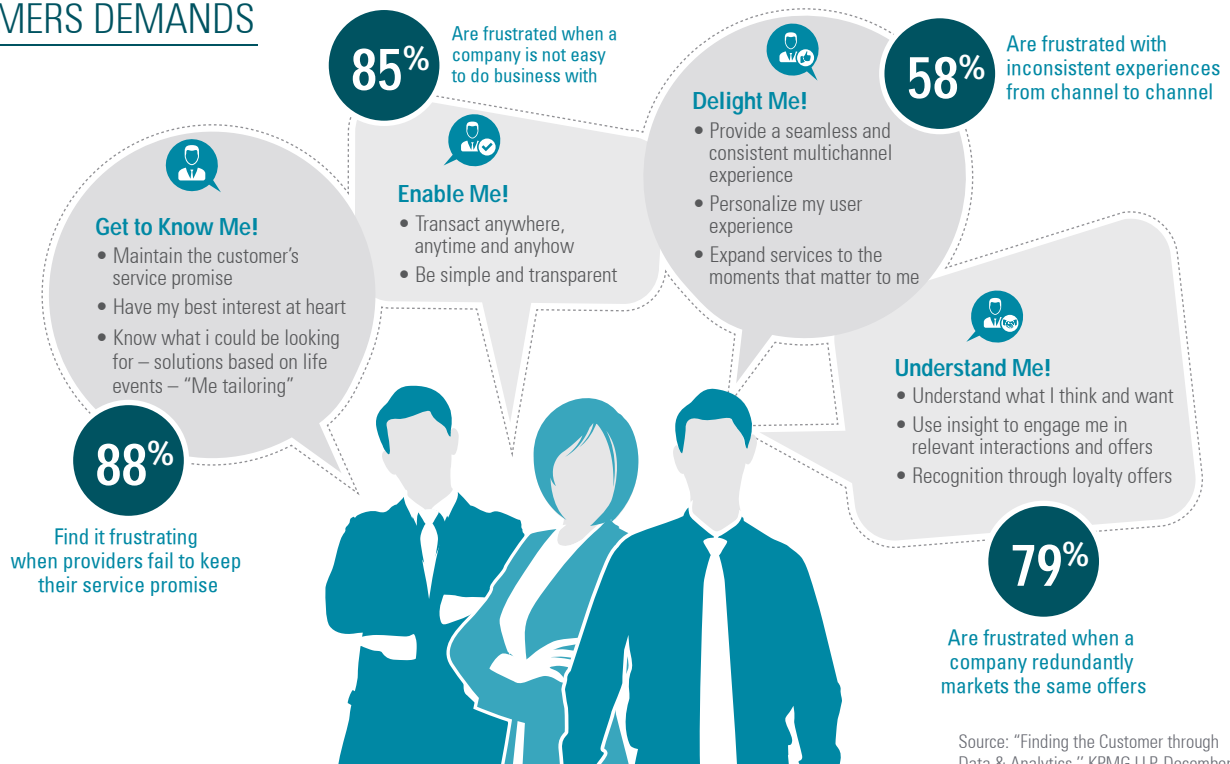 MERS DEMANDS
85%
Are frustrated when a
company is not easy
to do business with
58%
Are frustrated with
inconsistent experiences
from channel to channel
Get to Know Me!
• Maintain the customer's
service promise
• Have my best interest at heart
• Know what i could be looking
for – solutions based on life
events – “Me tailoring”
88%
Find it frustrating
when providers fail to keep
their service promise
Enable Me!
• Transact anywhere,
anytime and anyhow
• Be simple and transparent
Delight Me!
• Provide a seamless and
consistent multichannel
experience
• Personalize my user
experience
• Expand services to the
moments that matter to me
Understand Me!
• Understand what I think and want
• Use insight to engage me in
relevant interactions and offers
• Recognition through loyalty offers
79%
Are frustrated when a
company redundantly
markets the same offers
Source: “Finding the Customer through
Data & Analytics,” KPMG LLP, December